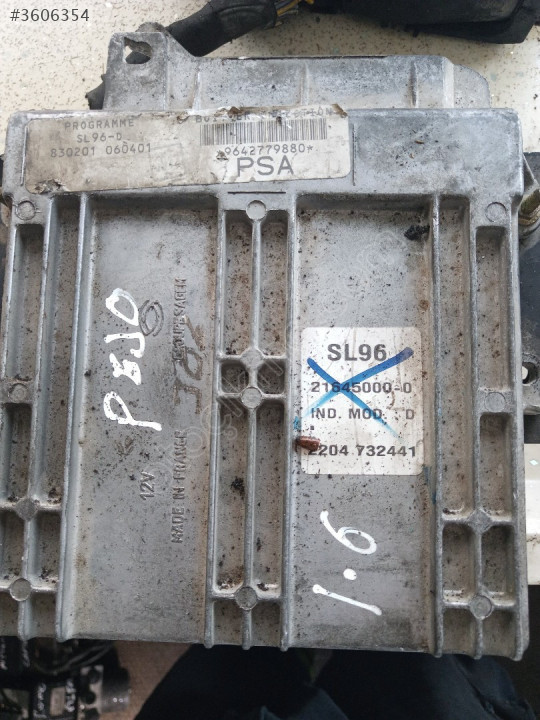 #3606354
PROGRAMME
SL96-D
830201 060401
*9642779880*
PSA
PEJO
12V
MADE IN FRANCE
SL96
21645000-0
IND. MOD. : D
2204 732441
1.6